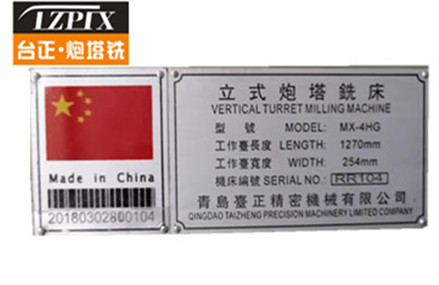 TZPTX
台正·炮塔铣
Made in China
20180302800104
立式炮塔銑床
VERTICAL TURRET MILLING MACHINE
型 號 MODEL: MX-4HG
工作臺長度 LENGTH: 1270mm
工作臺寬度 WIDTH: 254mm
機床編號 SERIAL NO.: RR104
青島臺正精密機械有限公司
QINGDAO TAIZHENG PRECISION MACHINERY LIMITED COMPANY